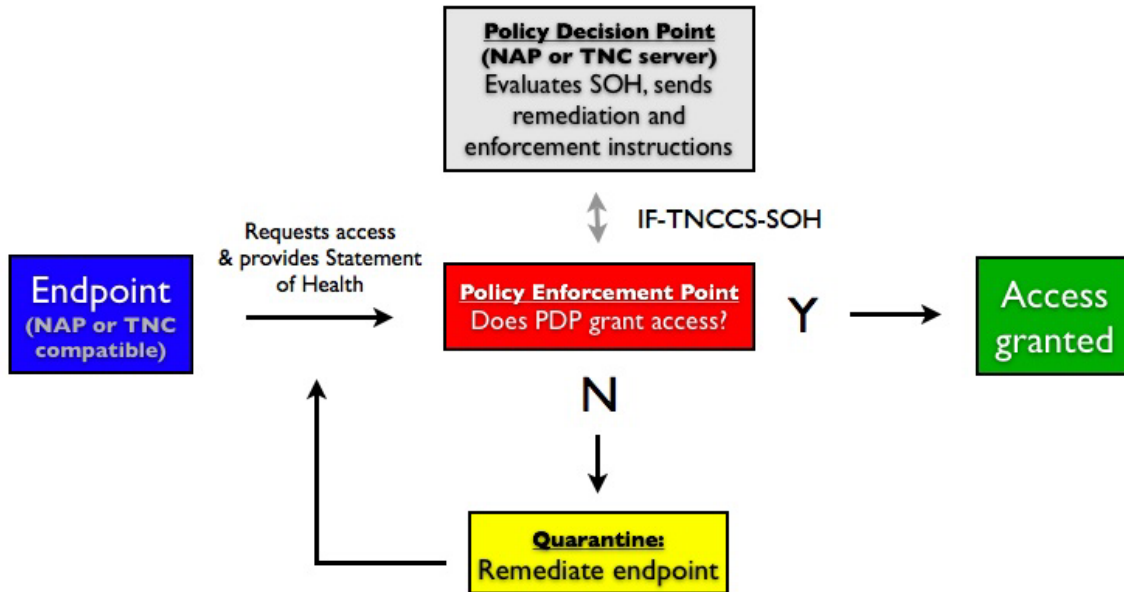 Policy Decision Point
(NAP or TNC server)
Evaluates SOH, sends
remediation and
enforcement instructions
IF-TNCCS-SOH
Requests access
& provides Statement
of Health
Endpoint
(NAP or TNC
compatible)
Policy Enforcement Point
Does PDP grant access?
Y
Access
granted
N
Quarantine:
Remediate endpoint